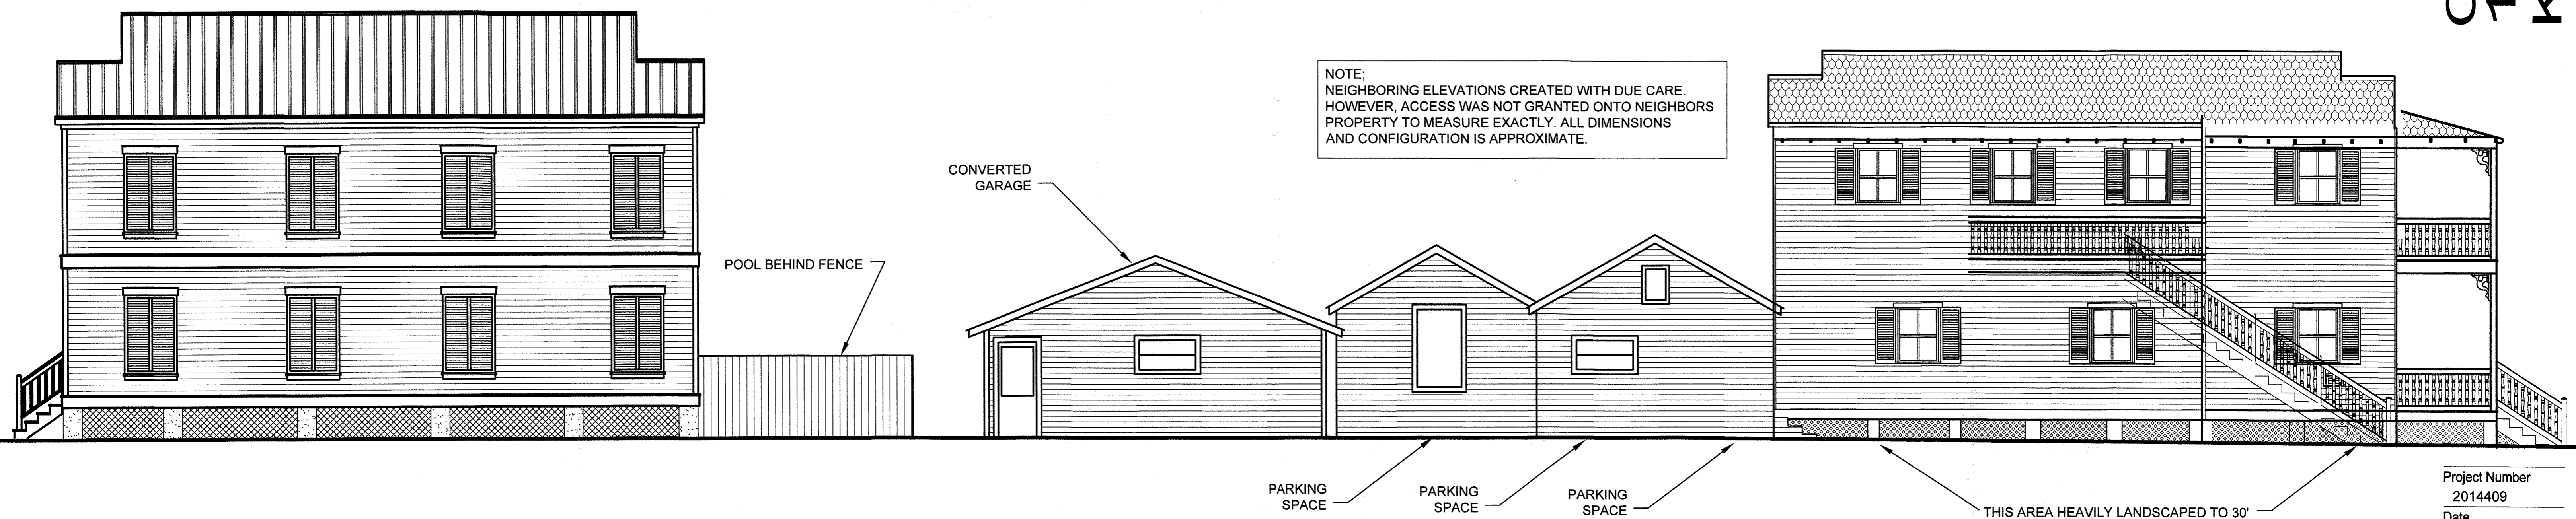 NOTE;
NEIGHBORING ELEVATIONS CREATED WITH DUE CARE.
HOWEVER, ACCESS WAS NOT GRANTED ONTO NEIGHBORS
PROPERTY TO MEASURE EXACTLY. ALL DIMENSIONS
AND CONFIGURATION IS APPROXIMATE.
CONVERTED
GARAGE
POOL BEHIND FENCE
PARKING
SPACE
PARKING
SPACE
PARKING
SPACE
THIS AREA HEAVILY LANDSCAPED TO 30'
Project Number
2014409
Date